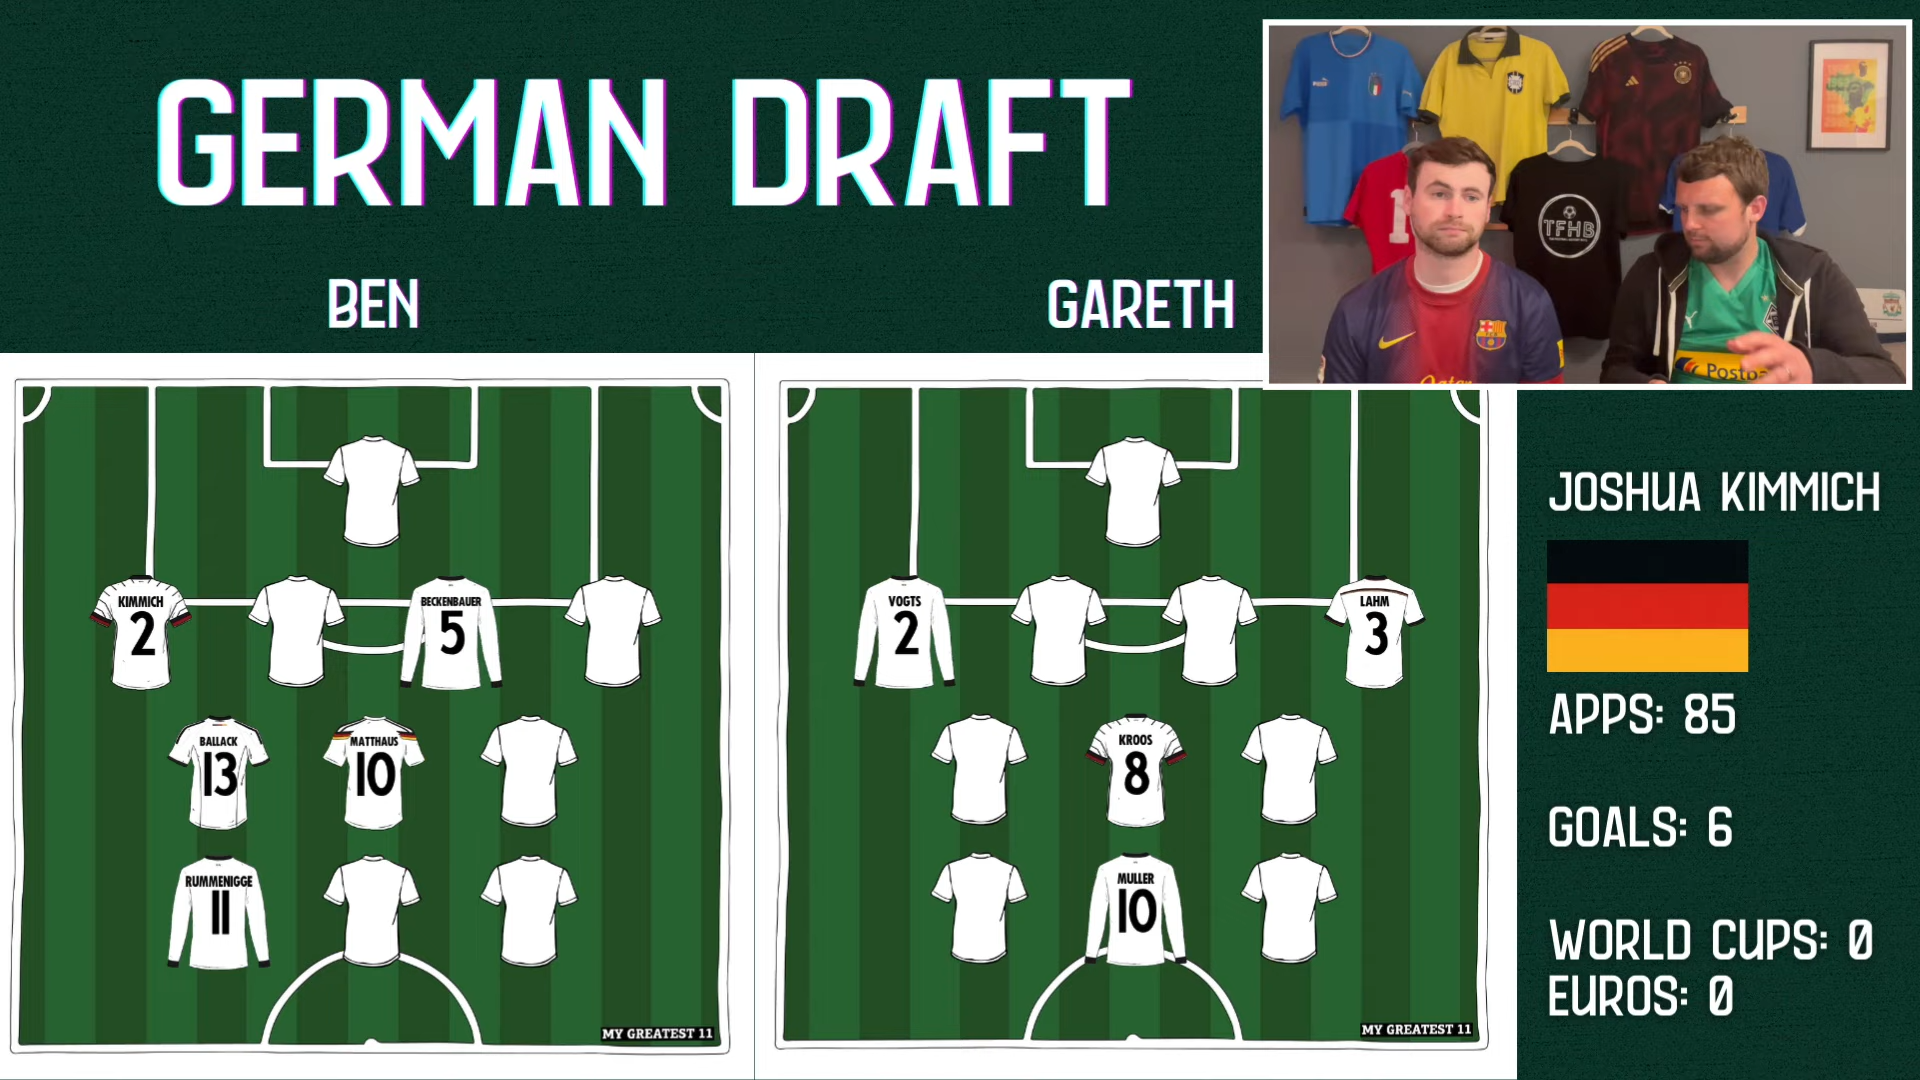 GERMAN DRAFT
BEN
GARETH
TFHB
1
Postba
JOSHUA KIMMICH
APPS: 85
GOALS: 6
WORLD CUPS: 0
EUROS: 0
KIMMICH
2
BECKENBAUER
5
BALLACK
13
MATTHAUS
10
RUMMENIGGE
11
MY GREATEST 11
VOGTS
2
LAHM
3
KROOS
8
MULLER
10
MY GREATEST 11